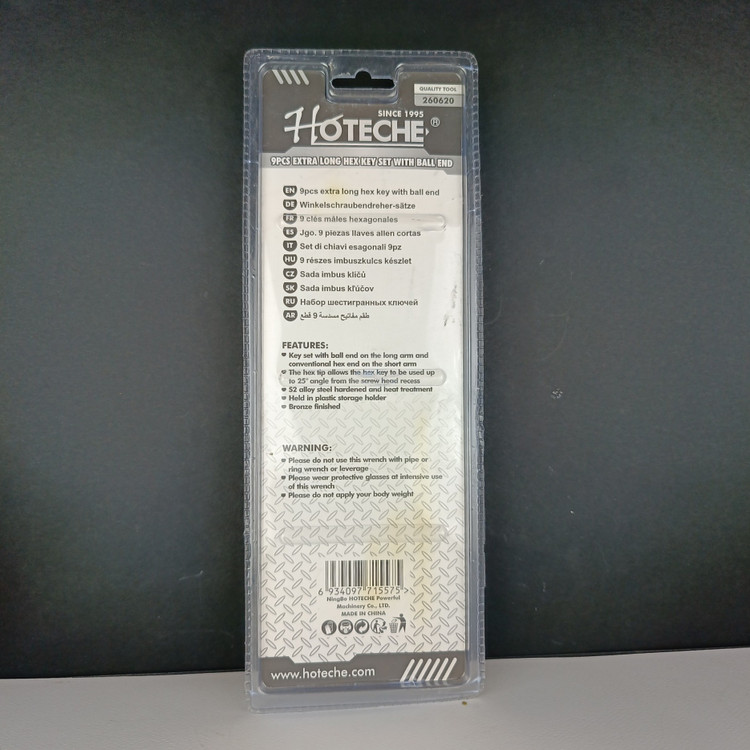 QUALITY TOOL
260620
SINCE 1995
HOTECHE®
9PCS EXTRA LONG HEX KEY SET WITH BALL END
EN 9pcs extra long hex key with ball end
DE Winkelschraubendreher-sätze
FR 9 clés mâles hexagonales
ES Jgo. 9 piezas llaves allen cortas
IT Set di chiavi esagonali 9pz
HU 9 részes imbuszkulcs készlet
CZ Sada imbus klíčů
SK Sada imbus kľúčov
RU Набор шестигранных ключей
AR طقم مفاتيح مسدسة 9 قطع
FEATURES:
Key set with ball end on the long arm and
conventional hex end on the short arm
The hex tip allows the hex key to be used up
to 25° angle from the screw head recess
S2 alloy steel hardened and heat treatment
Held in plastic storage holder
Bronze finished
WARNING:
Please do not use this wrench with pipe or
ring wrench or leverage
Please wear protective glasses at intensive use
of this wrench
Please do not apply your body weight
6 934097 715575 >
NingBo HOTECHE Powerful
Machinery Co., LTD.
MADE IN CHINA
www.hoteche.com